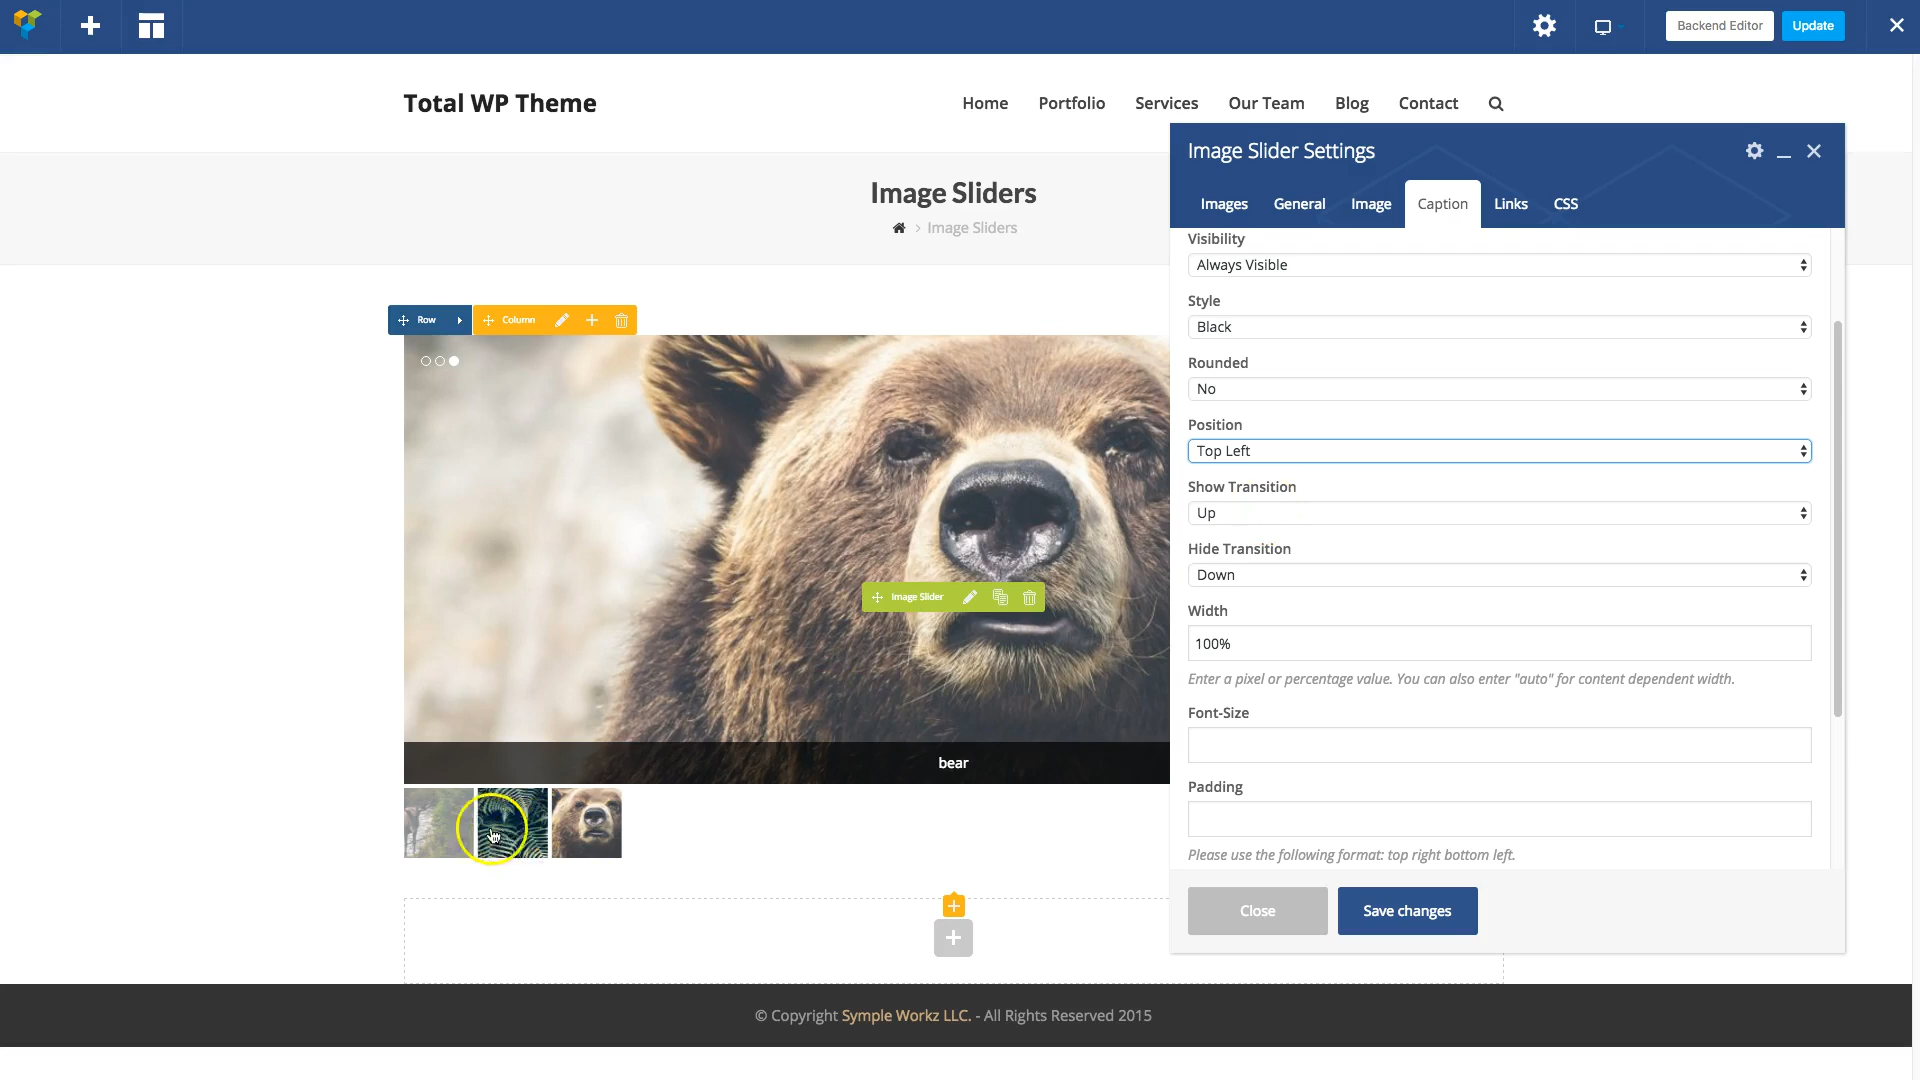 Backend Editor
Update
Total WP Theme
Home
Portfolio
Services
Our Team
Blog
Contact
Image Slider Settings
Images
General
Image
Caption
Links
CSS
Image Sliders
Image Sliders
Visibility
Always Visible
Style
Black
Row
Column
Rounded
No
Position
Top Left
Show Transition
Up
Hide Transition
Down
Image Slider
Width
100%
Enter a pixel or percentage value. You can also enter "auto" for content dependent width.
Font-Size
bear
Padding
Please use the following format: top right bottom left.
Close
Save changes
© Copyright Symple Workz LLC. - All Rights Reserved 2015